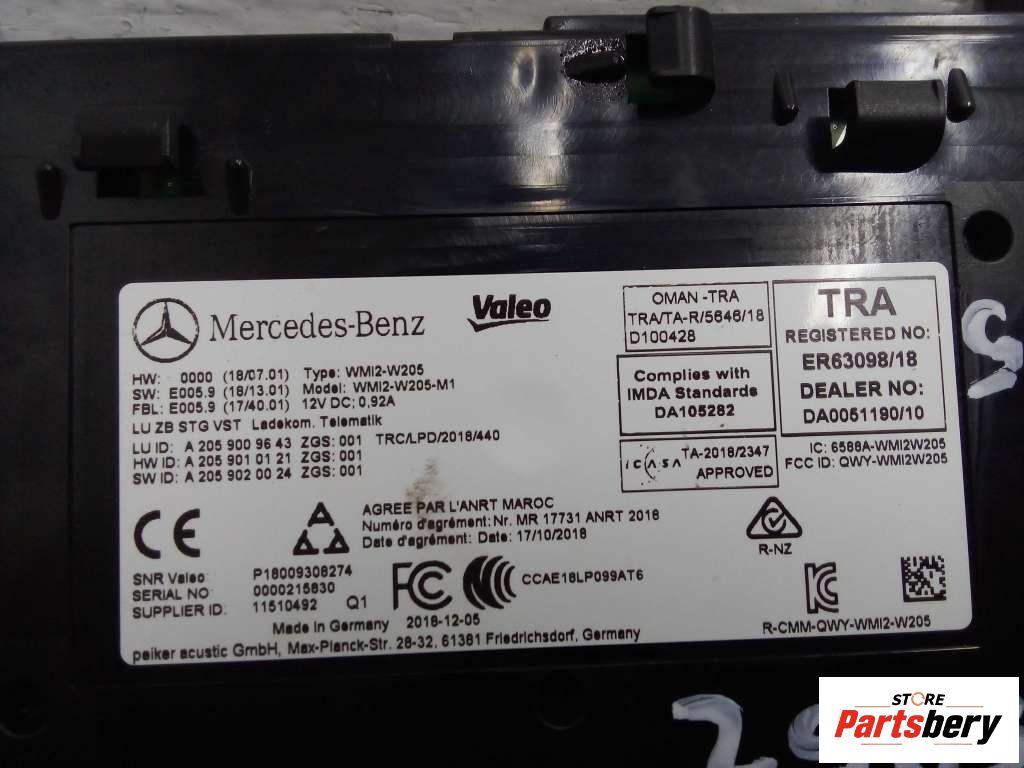 Mercedes-Benz
Valeo
OMAN -TRA
TRA/TA-R/5646/18
D100428
TRA
REGISTERED NO:
ER63098/18
DEALER NO:
DA0051190/10
Complies with
IMDA Standards
DA105282
ICASA TA-2018/2347
APPROVED
IC: 6588A-WMI2W205
FCC ID: QWY-WMI2W205
HW: 0000 (18/07.01) Type: WMI2-W205
SW: E005.9 (18/13.01) Model: WMI2-W205-M1
FBL: E005.9 (17/40.01) 12V DC; 0,92A
LU ZB STG VST Ladekom. Telematik
LU ID: A 205 900 96 43 ZGS: 001 TRC/LPD/2018/440
HW ID: A 205 901 01 21 ZGS: 001
SW ID: A 205 902 00 24 ZGS: 001
CE
AGREE PAR L'ANRT MAROC
Numéro d'agrément: Nr. MR 17731 ANRT 2018
Date d'agrément: Date: 17/10/2018
R-NZ
SNR Valeo: P18009308274
SERIAL NO: 0000215830
SUPPLIER ID: 11510492 Q1
FC
CCAE18LP099AT6
Made in Germany 2018-12-05
R-CMM-QWY-WMI2-W205
peiker acustic GmbH, Max-Planck-Str. 28-32, 61381 Friedrichsdorf, Germany
STORE
Partsbery